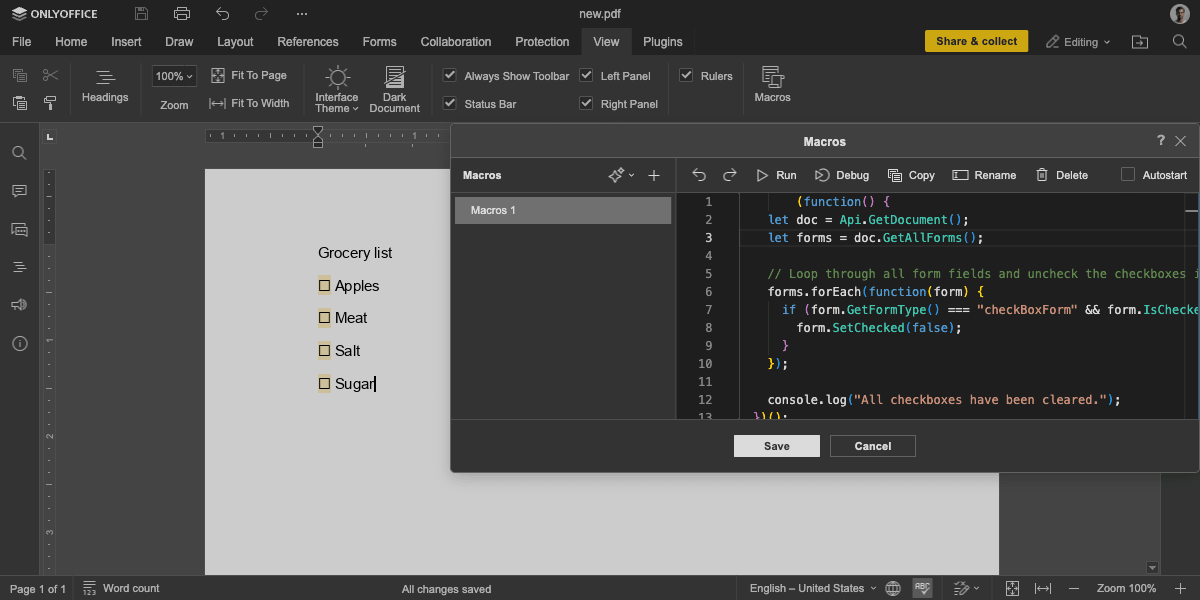 ONLYOFFICE
new.pdf
File Home Insert Draw Layout References Forms Collaboration Protection View Plugins
Share & collect
Editing
Headings
100%
Zoom
Fit To Page
Fit To Width
Interface Theme
Dark Document
Always Show Toolbar
Status Bar
Left Panel
Right Panel
Rulers
Macros
Grocery list
Apples
Meat
Salt
Sugar
Macros
?
Macros
Run Debug Copy Rename Delete Autostart
Macros 1
1 (function() {
2 let doc = Api.GetDocument();
3 let forms = doc.GetAllForms();
4
5 // Loop through all form fields and uncheck the checkboxes
6 forms.forEach(function(form) {
7 if (form.GetFormType() === "checkBoxForm" && form.IsChecke
8 form.SetChecked(false);
9 }
10 });
11
12 console.log("All checkboxes have been cleared.");
13 })();
Save
Cancel
Page 1 of 1
123
Word count
All changes saved
English – United States
ABC
Zoom 100%